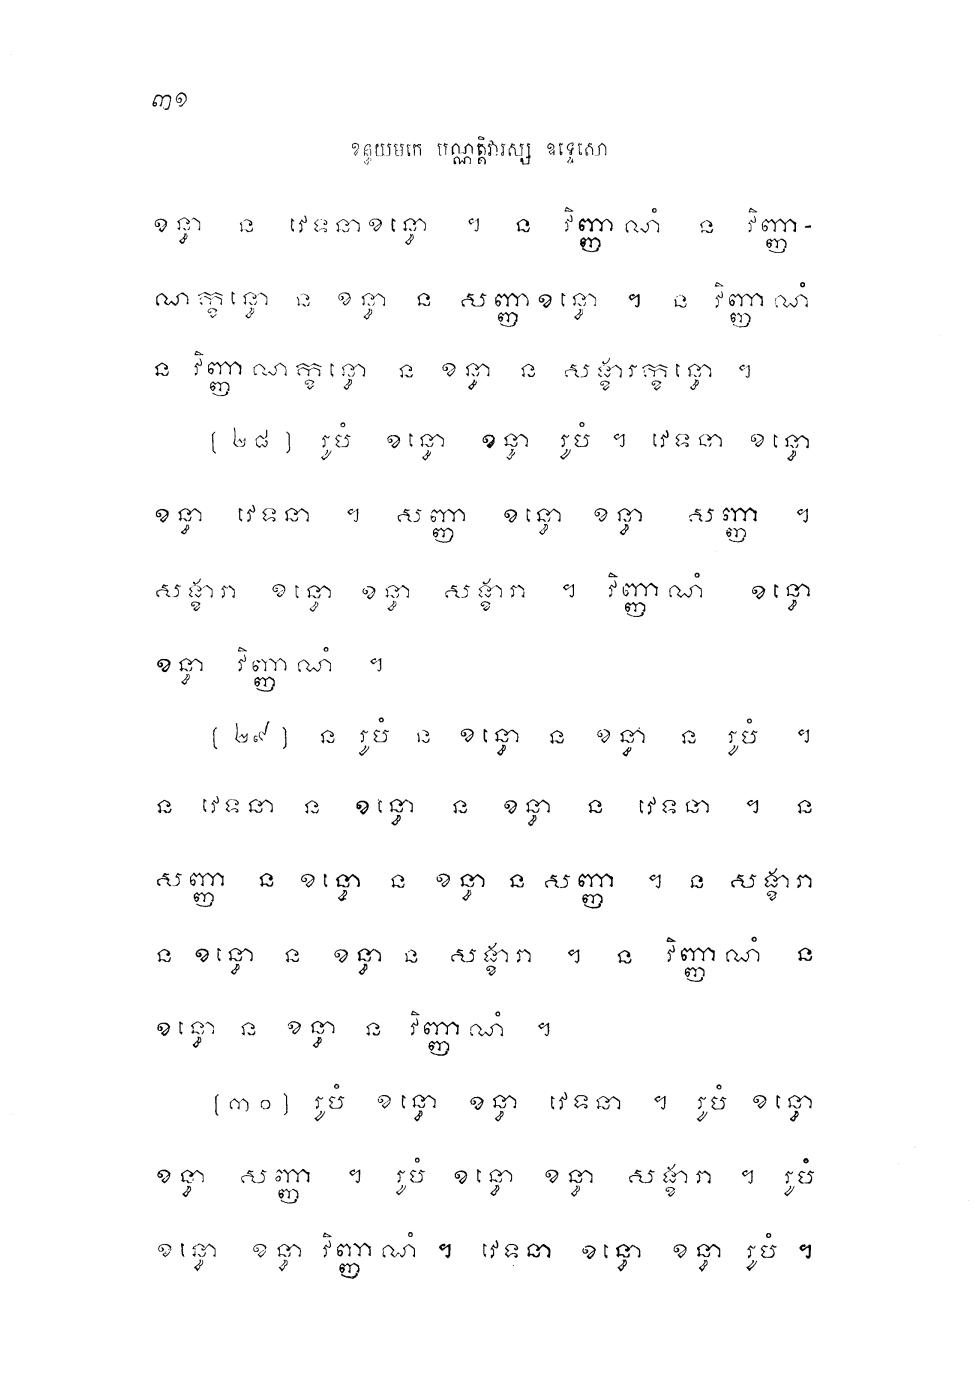 ៣១
ខន្ធយមកេ បណ្ណត្តិវារស្ស ឧទ្ទេសោ
ខន្ធា ន វេទនាខន្ធោ ។ ន វិញ្ញាណំ ន វិញ្ញា-
ណក្ខន្ធោ ន ខន្ធា ន សញ្ញាខន្ធោ ។ ន វិញ្ញាណំ
ន វិញ្ញាណក្ខន្ធោ ន ខន្ធា ន សង្ខារក្ខន្ធោ ។
(២៨) រូបំ ខន្ធោ ខន្ធា រូបំ ។ វេទនា ខន្ធោ
ខន្ធា វេទនា ។ សញ្ញា ខន្ធោ ខន្ធា សញ្ញា ។
សង្ខារា ខន្ធោ ខន្ធា សង្ខារា ។ វិញ្ញាណំ ខន្ធោ
ខន្ធា វិញ្ញាណំ ។
(២៩) ន រូបំ ន ខន្ធោ ន ខន្ធា ន រូបំ ។
ន វេទនា ន ខន្ធោ ន ខន្ធា ន វេទនា ។ ន
សញ្ញា ន ខន្ធោ ន ខន្ធា ន សញ្ញា ។ ន សង្ខារា
ន ខន្ធោ ន ខន្ធា ន សង្ខារា ។ ន វិញ្ញាណំ ន
ខន្ធោ ន ខន្ធា ន វិញ្ញាណំ ។
(៣០) រូបំ ខន្ធោ ខន្ធា វេទនា ។ រូបំ ខន្ធោ
ខន្ធា សញ្ញា ។ រូបំ ខន្ធោ ខន្ធា សង្ខារា ។ រូបំ
ខន្ធោ ខន្ធា វិញ្ញាណំ ។ វេទនា ខន្ធោ ខន្ធា រូបំ ។